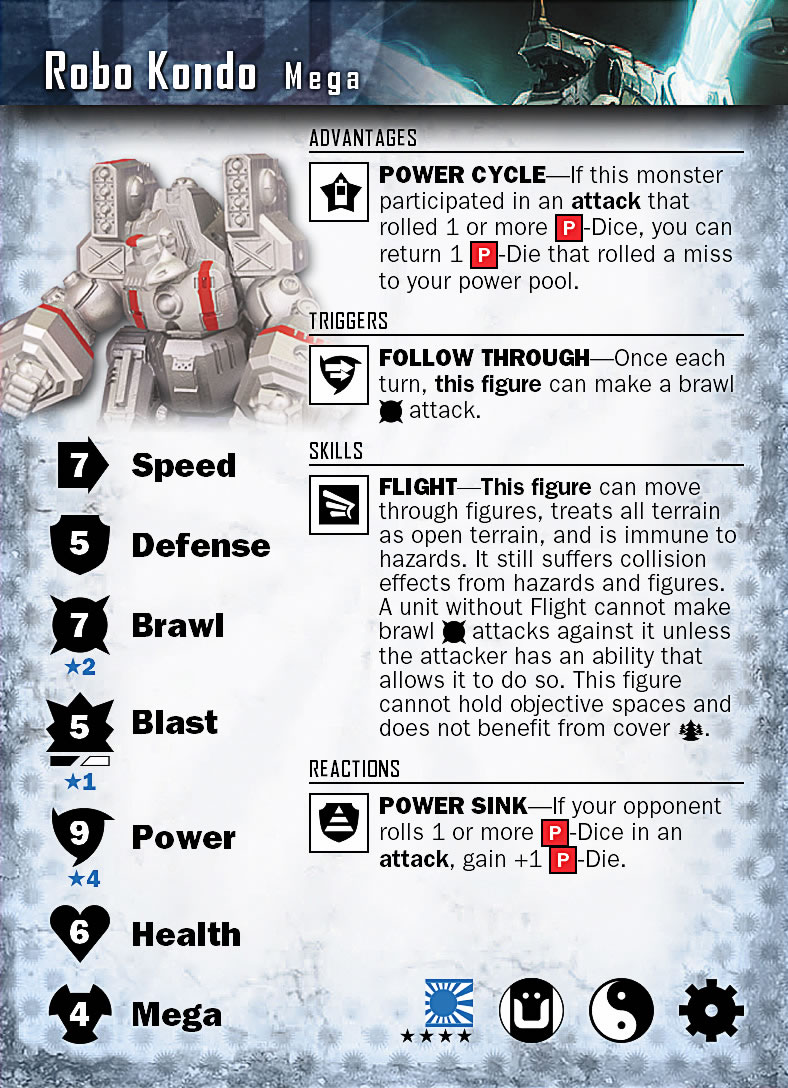 Robo Kondo Mega
ADVANTAGES
POWER CYCLE—If this monster
participated in an attack that
rolled 1 or more P-Dice, you can
return 1 P-Die that rolled a miss
to your power pool.
TRIGGERS
FOLLOW THROUGH—Once each
turn, this figure can make a brawl
attack.
SKILLS
FLIGHT—This figure can move
through figures, treats all terrain
as open terrain, and is immune to
hazards. It still suffers collision
effects from hazards and figures.
A unit without Flight cannot make
brawl attacks against it unless
the attacker has an ability that
allows it to do so. This figure
cannot hold objective spaces and
does not benefit from cover .
REACTIONS
POWER SINK—If your opponent
rolls 1 or more P-Dice in an
attack, gain +1 P-Die.
7 Speed
5 Defense
7 Brawl
★2
5 Blast
★1
9 Power
★4
6 Health
4 Mega
★★★★